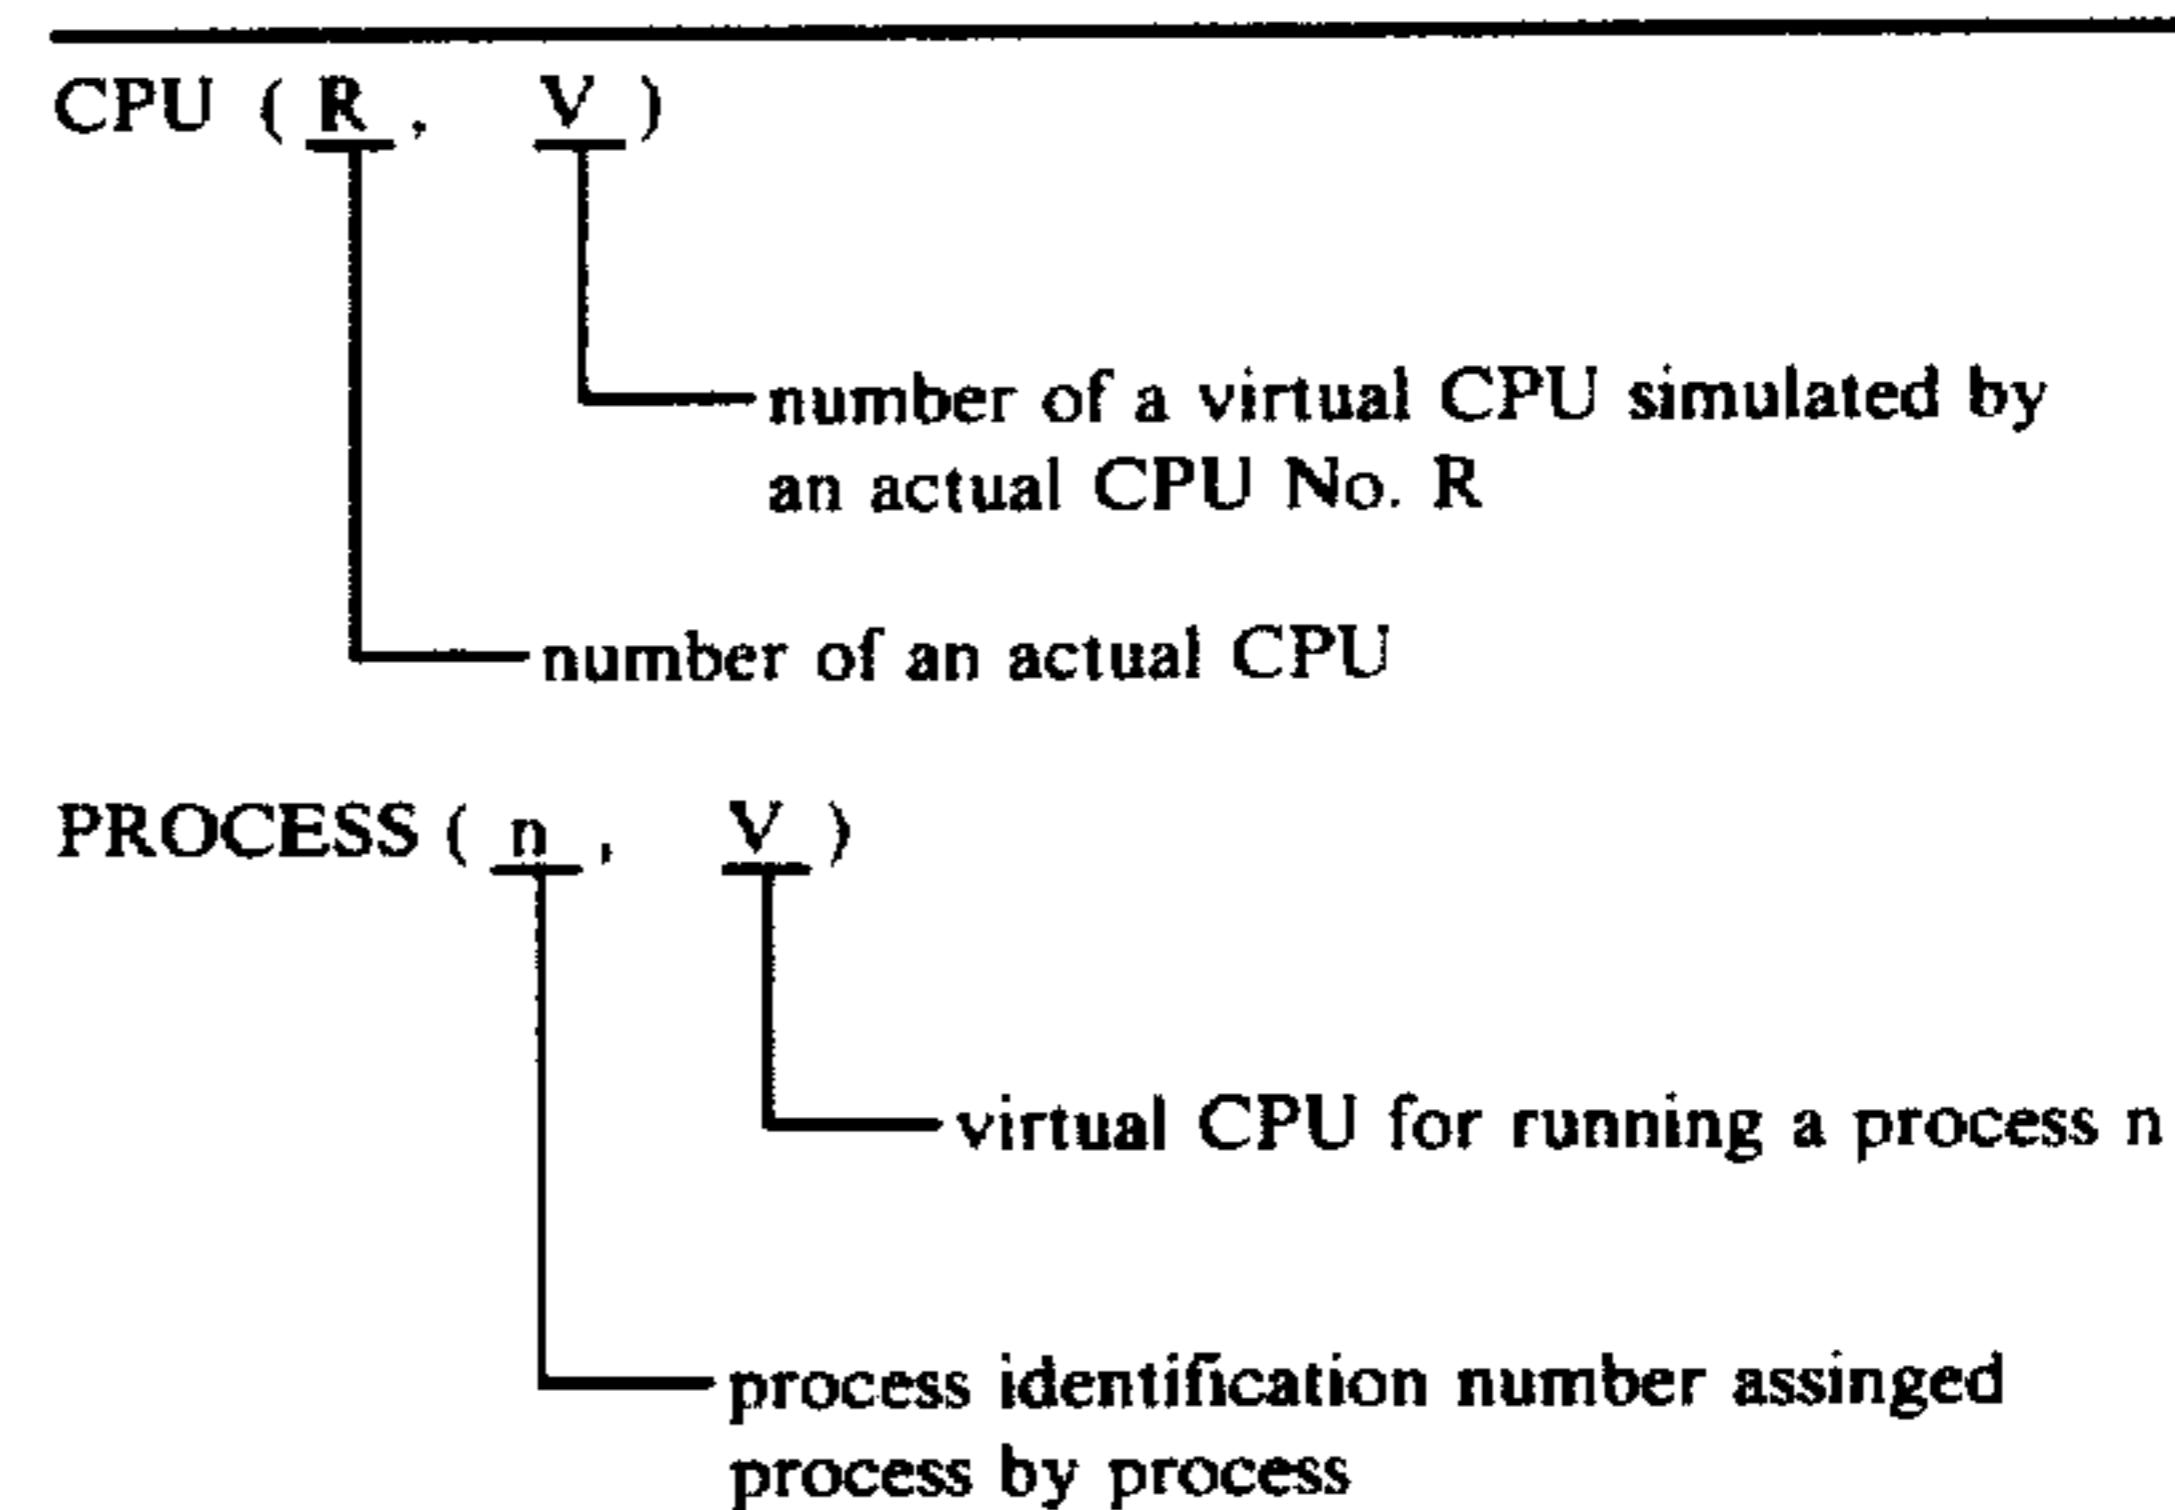 CPU ( R , V )
number of a virtual CPU simulated by
an actual CPU No. R
number of an actual CPU
PROCESS ( n , V )
virtual CPU for running a process n
process identification number assinged
process by process